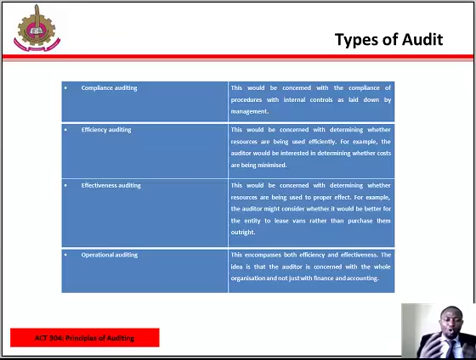 Types of Audit
• Compliance auditing
This would be concerned with the compliance of
procedures with internal controls as laid down by
management.
• Efficiency auditing
This would be concerned with determining whether
resources are being used efficiently. For example, the
auditor would be interested in determining whether costs
are being minimised.
• Effectiveness auditing
This would be concerned with determining whether
resources are being used to proper effect. For example,
the auditor might consider whether it would be better for
the entity to lease vans rather than purchase them
outright.
• Operational auditing
This encompasses both efficiency and effectiveness. The
idea is that the auditor is concerned with the whole
organisation and not just with finance and accounting.
ACT 304: Principles of Auditing